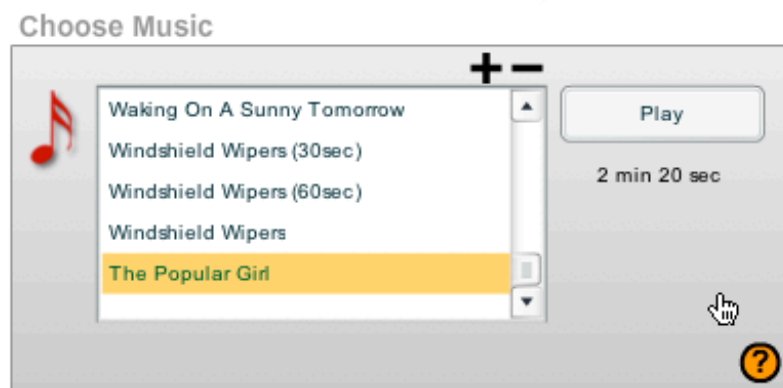 Choose Music
+ −
Waking On A Sunny Tomorrow
Play
Windshield Wipers (30sec)
2 min 20 sec
Windshield Wipers (60sec)
Windshield Wipers
The Popular Girl
?